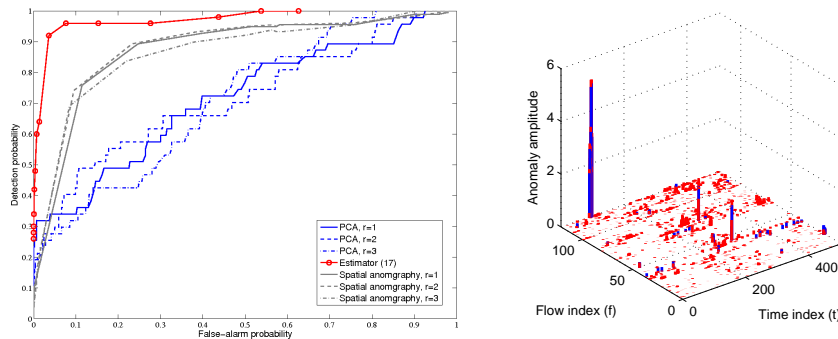 1
0.9
0.8
0.7
0.6
0.5
0.4
0.3
0.2
0.1
0
Detection probability
0 0.1 0.2 0.3 0.4 0.5 0.6 0.7 0.8 0.9 1
False-alarm probability
PCA, r=1
PCA, r=2
PCA, r=3
Estimator (17)
Spatial anomgraphy, r=1
Spatial anomgraphy, r=2
Spatial anomgraphy, r=3
6
4
2
0
Anomaly amplitude
100
50
0
Flow index (f)
0
200
400
Time index (t)